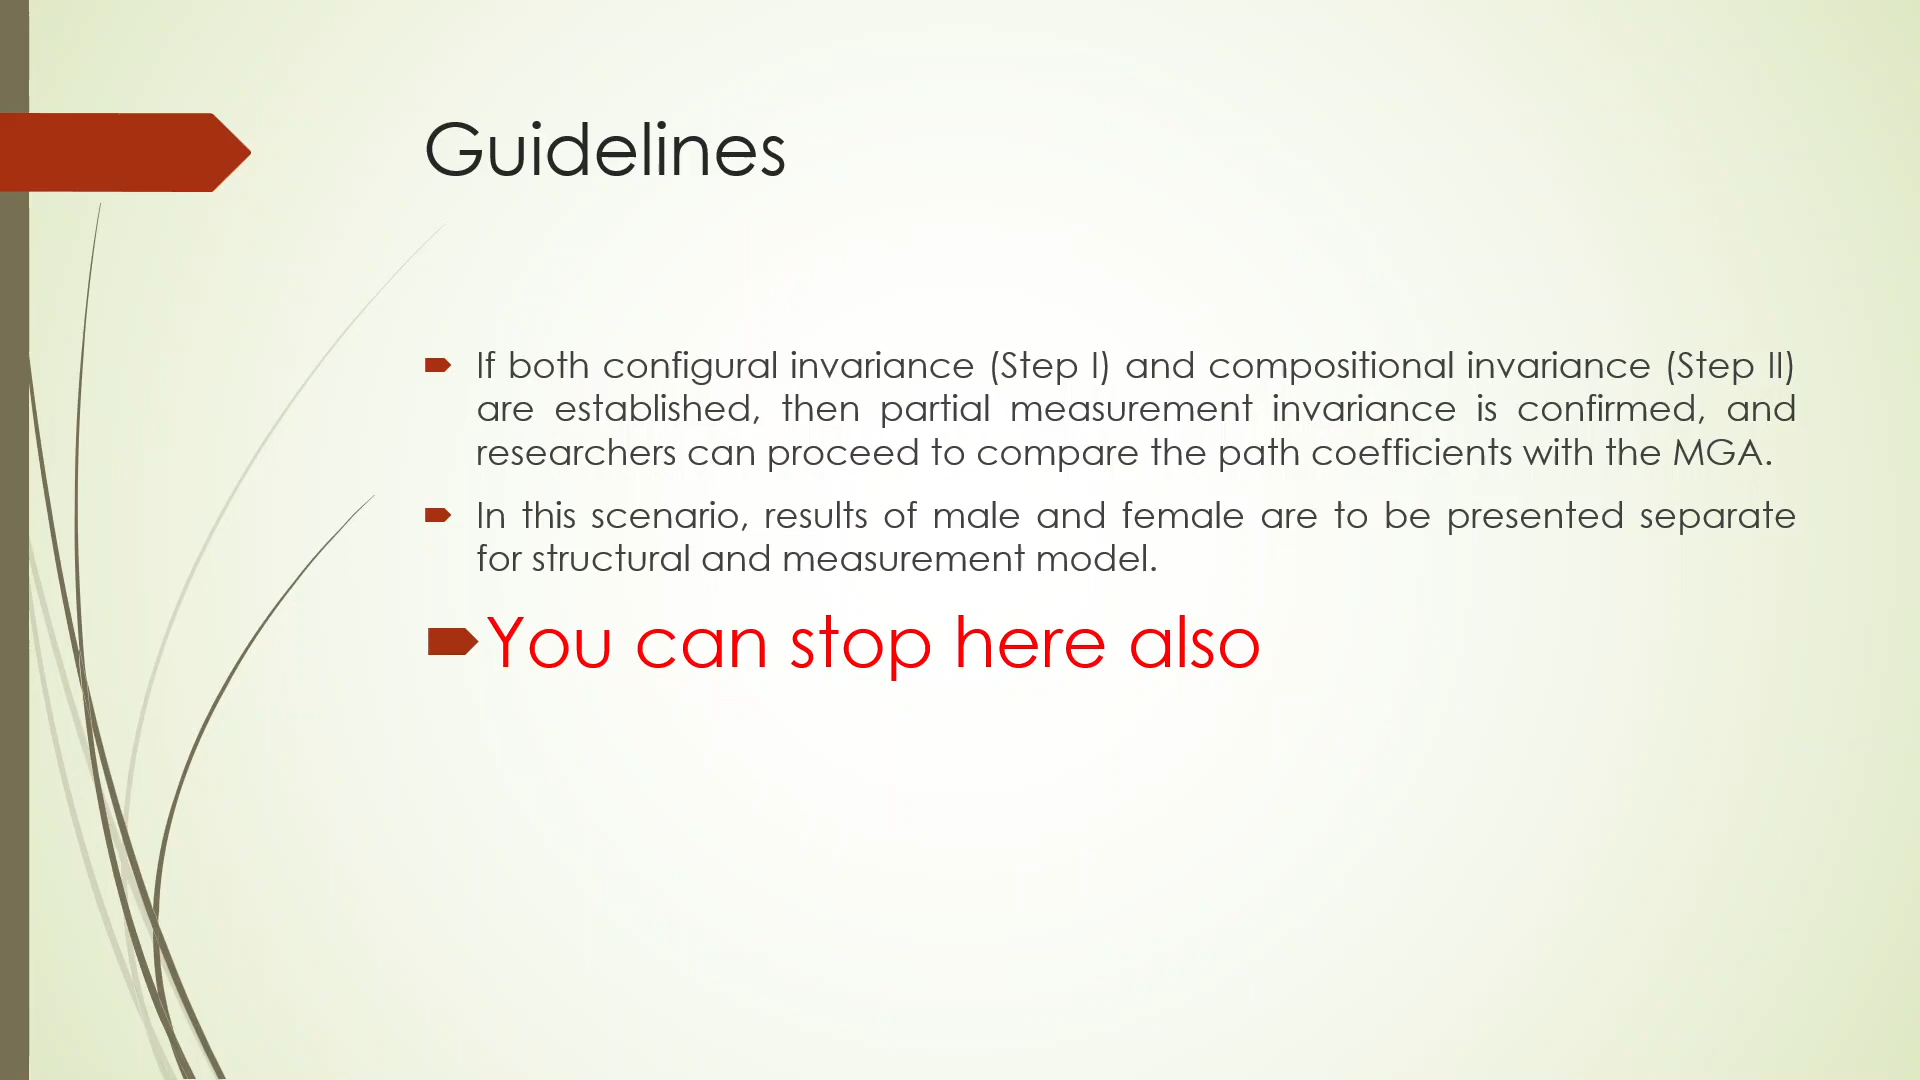 Guidelines
If both configural invariance (Step I) and compositional invariance (Step II)
are established, then partial measurement invariance is confirmed, and
researchers can proceed to compare the path coefficients with the MGA.
In this scenario, results of male and female are to be presented separate
for structural and measurement model.
You can stop here also